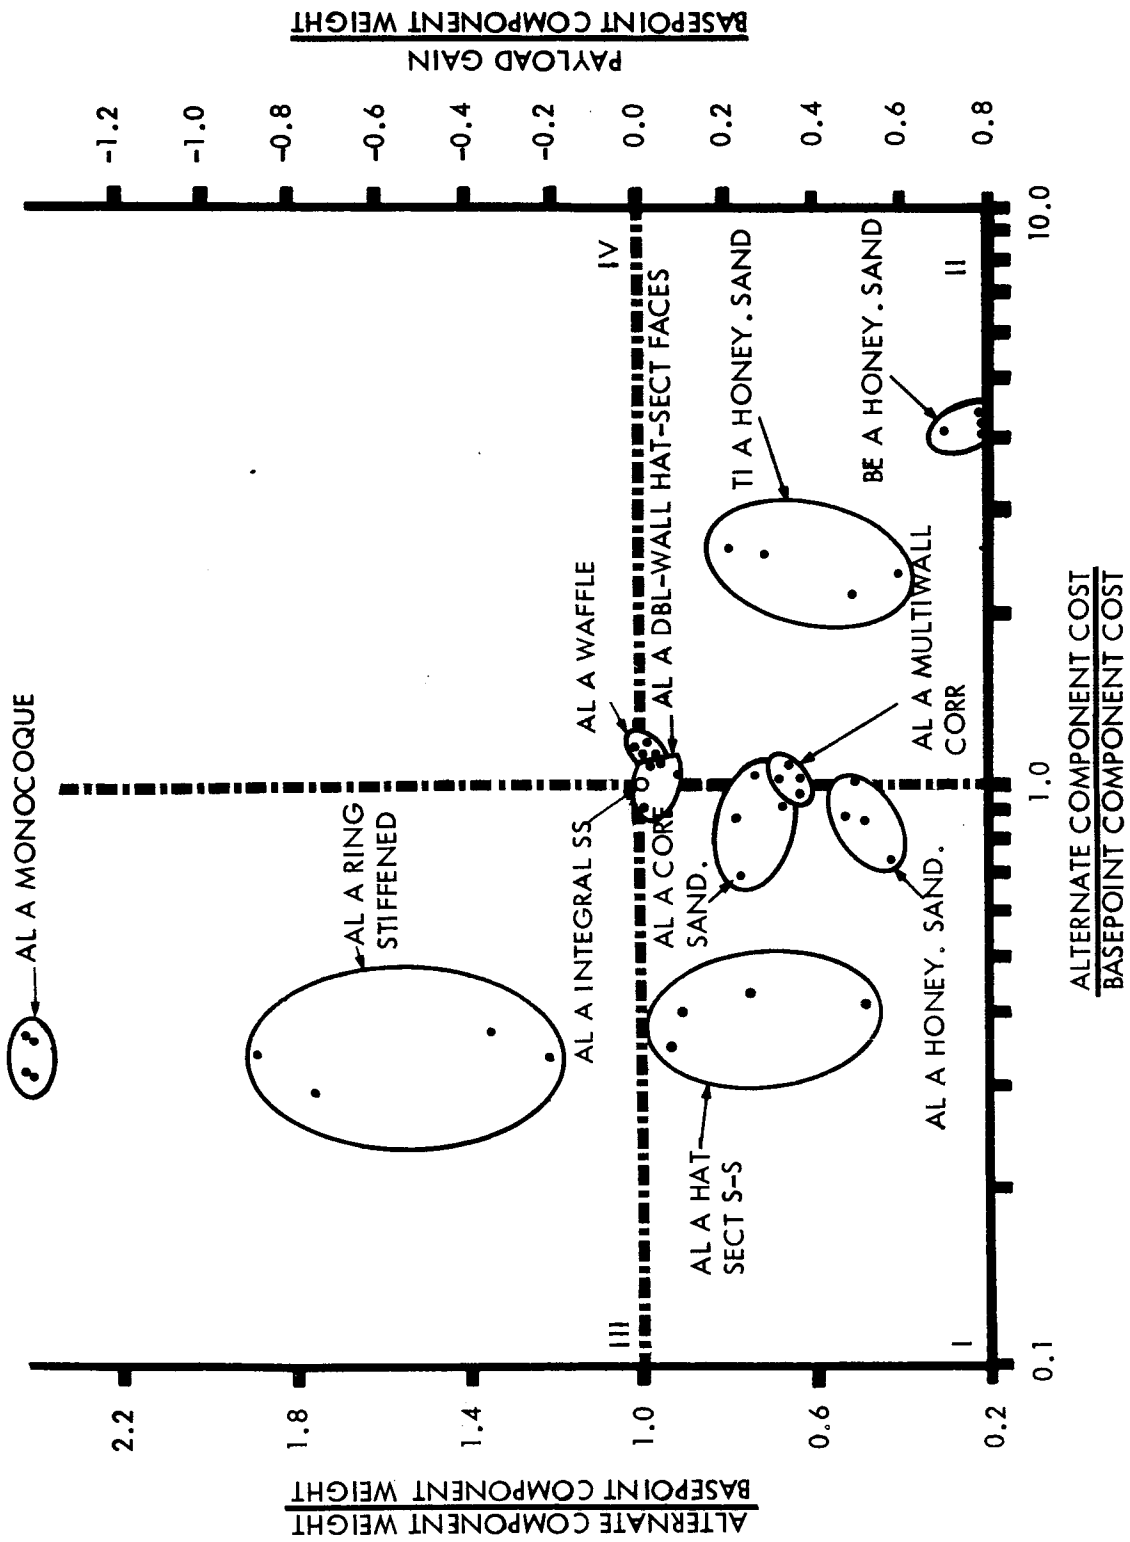 AL A MONOCOQUE
AL A RING
STIFFENED
AL A INTEGRAL SS
AL A WAFFLE
III
IV
AL A CORR
SAND.
AL A DBL-WALL HAT-SECT FACES
AL A HAT-
SECT S-S
TI A HONEY. SAND
BE A HONEY. SAND
AL A MULTIWALL
CORR
AL A HONEY. SAND.
I
II
2.2
1.8
1.4
1.0
0.6
0.2
ALTERNATE COMPONENT WEIGHT
BASEPOINT COMPONENT WEIGHT
-1.2
-1.0
-0.8
-0.6
-0.4
-0.2
0.0
0.2
0.4
0.6
0.8
PAYLOAD GAIN
BASEPOINT COMPONENT WEIGHT
0.1
1.0
10.0
ALTERNATE COMPONENT COST
BASEPOINT COMPONENT COST